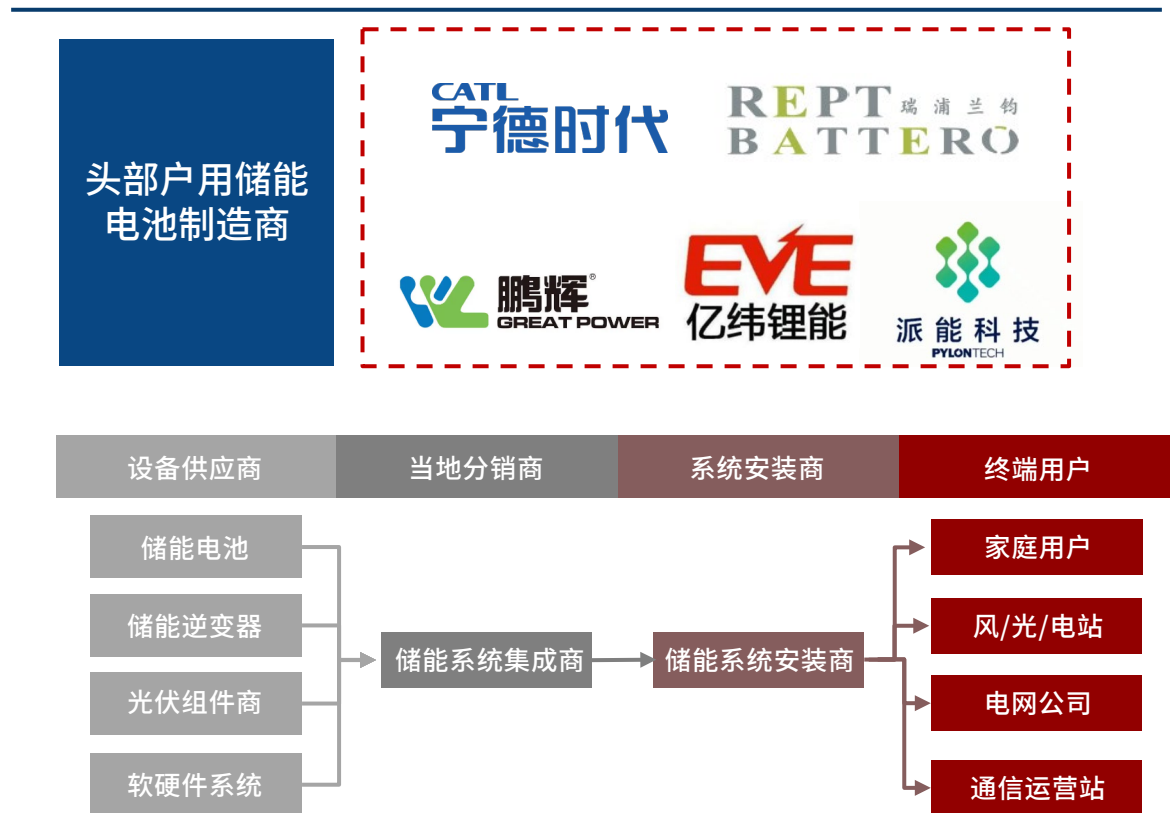 头部户用储能
电池制造商
CATL
宁德时代
REPT 瑞浦兰钧
BATTERO
鹏辉®
GREAT POWER
EVE
亿纬锂能
派能科技
PYLONTECH
设备供应商
当地分销商
系统安装商
终端用户
储能电池
储能逆变器
光伏组件商
软硬件系统
储能系统集成商
储能系统安装商
家庭用户
风/光/电站
电网公司
通信运营站